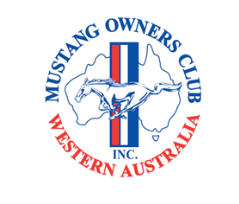 MUSTANG OWNERS CLUB
INC.
WESTERN AUSTRALIA